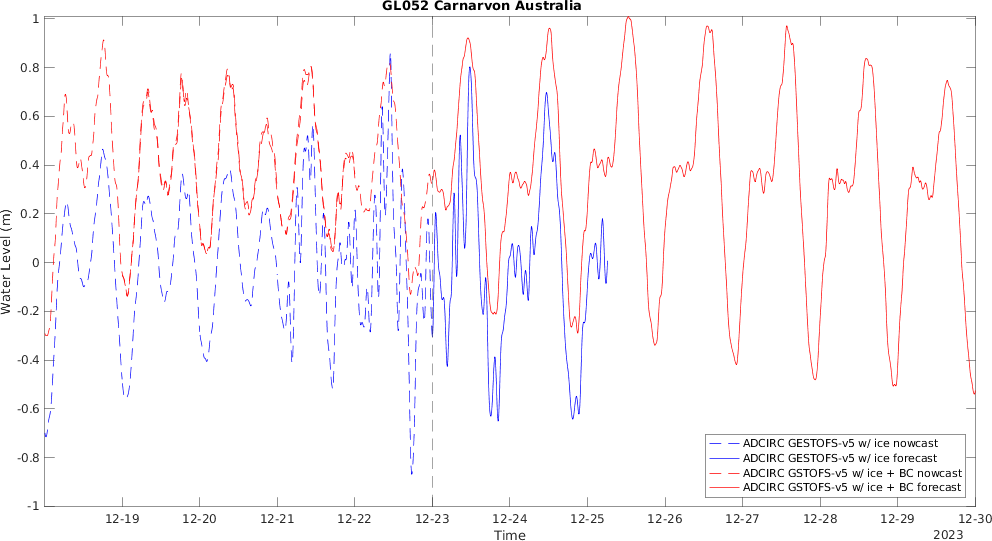 GL052 Carnarvon Australia
Water Level (m)
1
0.8
0.6
0.4
0.2
0
-0.2
-0.4
-0.6
-0.8
-1
12-19 12-20 12-21 12-22 12-23 12-24 12-25 12-26 12-27 12-28 12-29 12-30
Time
2023
ADCIRC GESTOFS-v5 w/ ice nowcast
ADCIRC GESTOFS-v5 w/ ice forecast
ADCIRC GSTOFS-v5 w/ ice + BC nowcast
ADCIRC GSTOFS-v5 w/ ice + BC forecast